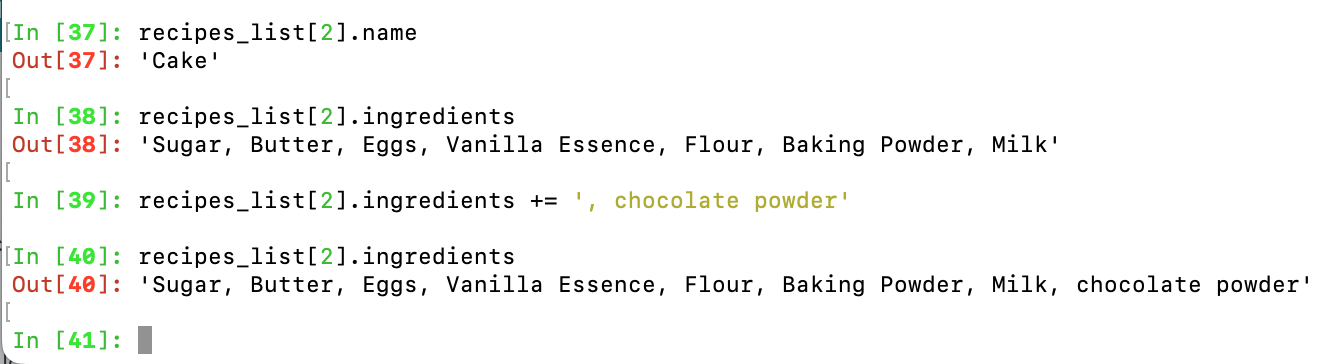 In [37]: recipes_list[2].name
Out[37]: 'Cake'
In [38]: recipes_list[2].ingredients
Out[38]: 'Sugar, Butter, Eggs, Vanilla Essence, Flour, Baking Powder, Milk'
In [39]: recipes_list[2].ingredients += ', chocolate powder'
In [40]: recipes_list[2].ingredients
Out[40]: 'Sugar, Butter, Eggs, Vanilla Essence, Flour, Baking Powder, Milk, chocolate powder'
In [41]: